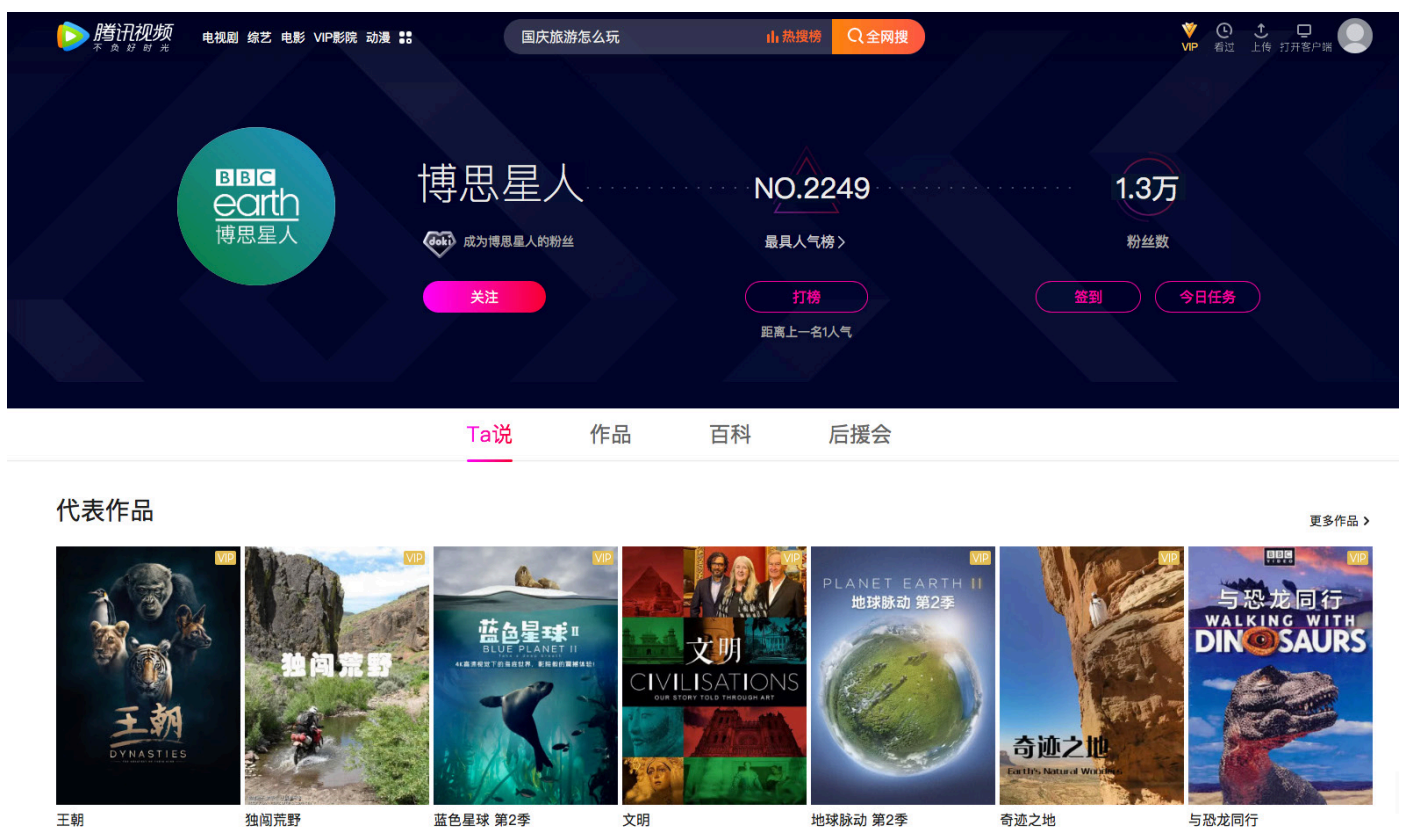 腾讯视频
不负好时光
电视剧 综艺 电影 VIP影院 动漫
国庆旅游怎么玩
热搜榜
全网搜
VIP
看过
上传
打开客户端
BBC
earth
博思星人
博思星人
NO.2249
1.3万
doki 成为博思星人的粉丝
最具人气榜
粉丝数
关注
打榜
签到
今日任务
距离上一名1人气
Ta说 作品 百科 后援会
代表作品
更多作品
VIP
王朝
DYNASTIES
王朝
VIP
独闯荒野
独闯荒野
VIP
蓝色星球II
BLUE PLANET II
蓝色星球 第2季
VIP
文明
CIVILISATIONS
OUR STORY TOLD THROUGH ART
文明
VIP
PLANET EARTH II
地球脉动 第2季
地球脉动 第2季
VIP
奇迹之地
Earth's Natural Wonders
奇迹之地
BBC
VIDEO
VIP
与恐龙同行
WALKING WITH
DINOSAURS
与恐龙同行